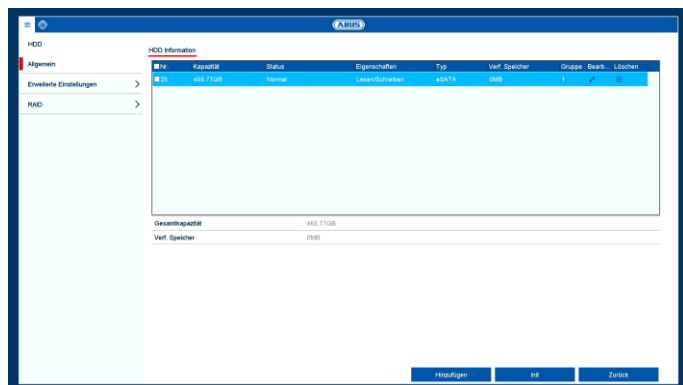 ABUS
HDD
HDD Information
Allgemein
Nr. Kapazität Status Eigenschaften Typ Verf. Speicher Gruppe Bearb... Löschen
25 465.77GB Normal Lesen/Schreiben eSATA 0MB 1
Erweiterte Einstellungen
RAID
Gesamtkapazität 465.77GB
Verf. Speicher 0MB
Hinzufügen Init Zurück